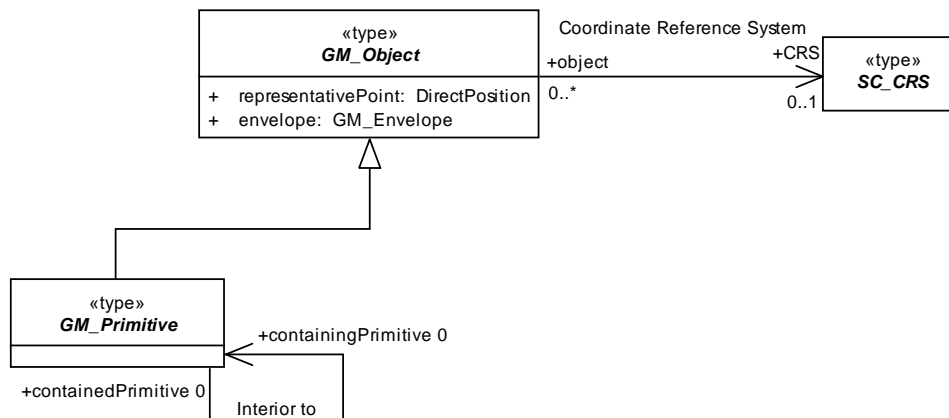 «type»
GM_Object
+ representativePoint: DirectPosition
+ envelope: GM_Envelope
Coordinate Reference System
+object
0..*
+CRS
0..1
«type»
SC_CRS
«type»
GM_Primitive
+containingPrimitive 0
+containedPrimitive 0
Interior to